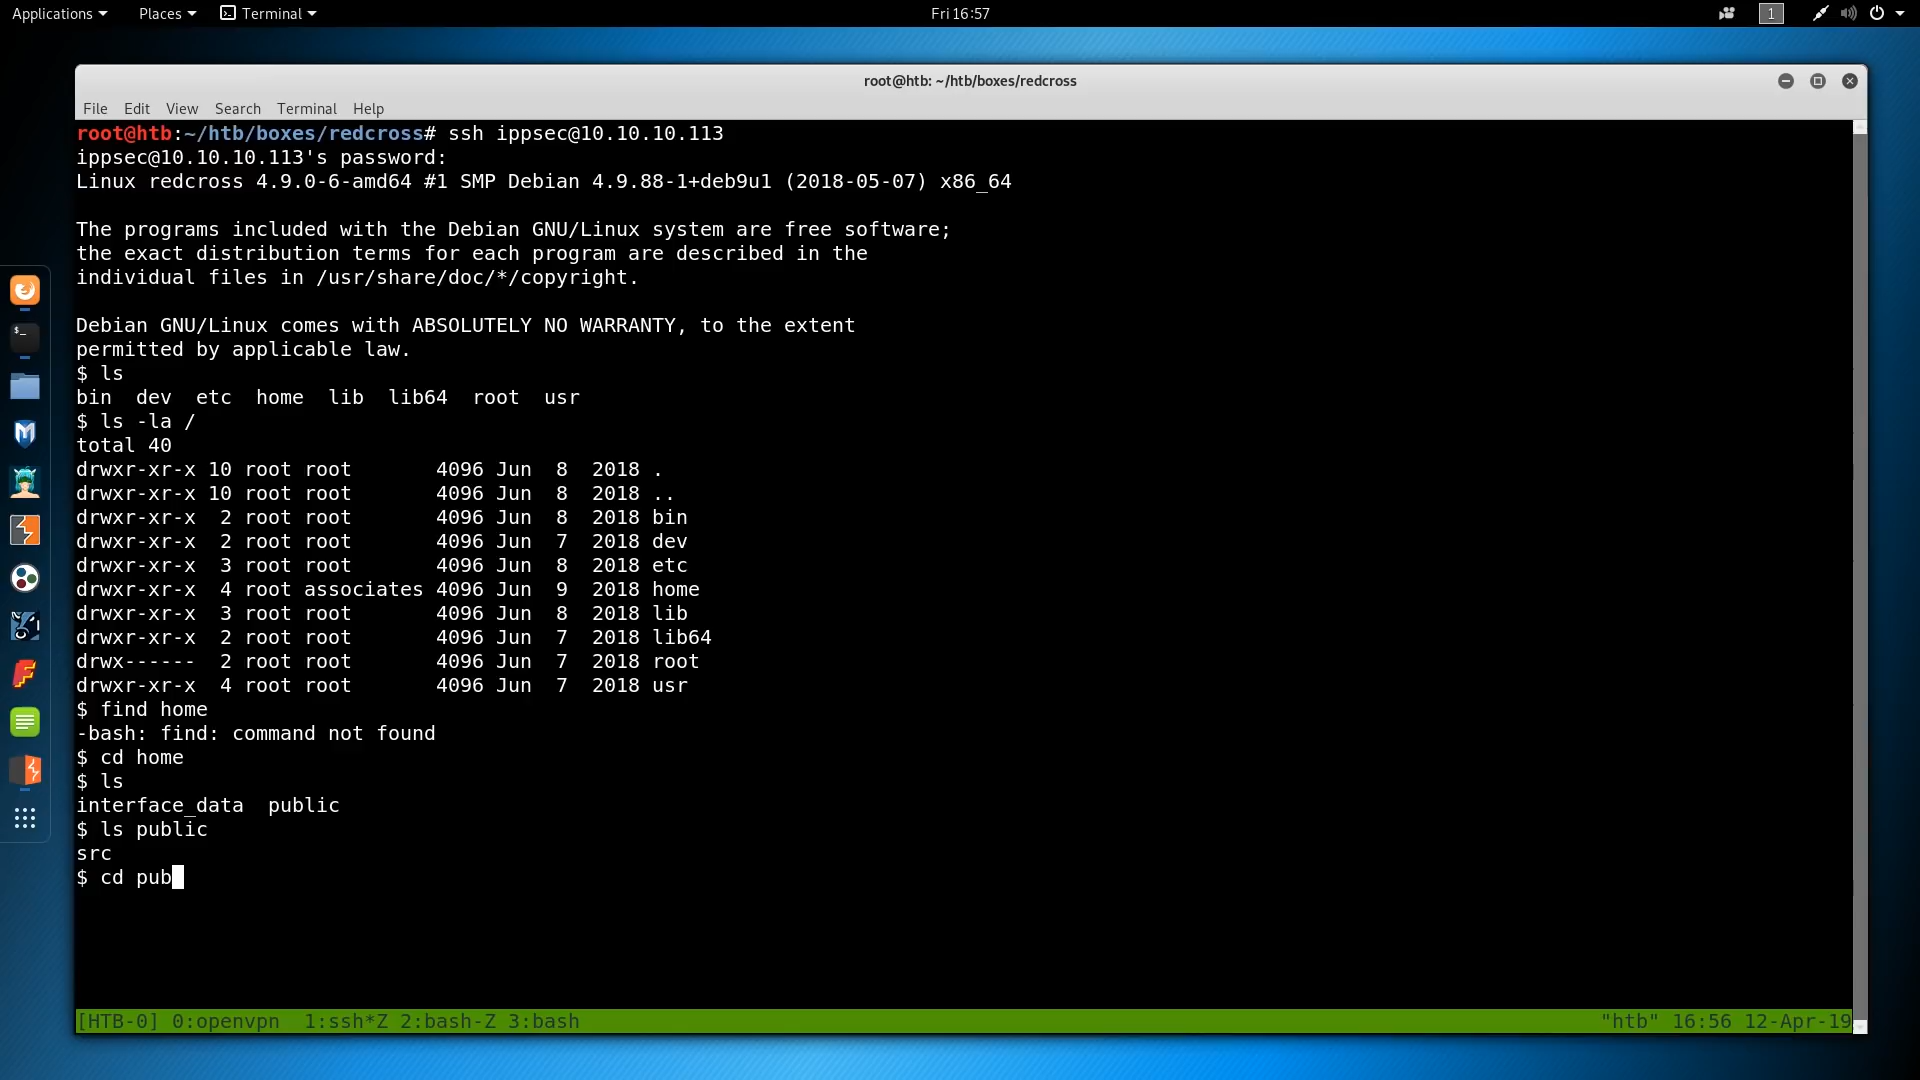 Applications Places Terminal Fri 16:57 1
root@htb: ~/htb/boxes/redcross
File Edit View Search Terminal Help
root@htb:~/htb/boxes/redcross# ssh ippsec@10.10.10.113
ippsec@10.10.10.113's password:
Linux redcross 4.9.0-6-amd64 #1 SMP Debian 4.9.88-1+deb9u1 (2018-05-07) x86_64
The programs included with the Debian GNU/Linux system are free software;
the exact distribution terms for each program are described in the
individual files in /usr/share/doc/*/copyright.
Debian GNU/Linux comes with ABSOLUTELY NO WARRANTY, to the extent
permitted by applicable law.
$ ls
bin  dev  etc  home  lib  lib64  root  usr
$ ls -la /
total 40
drwxr-xr-x 10 root root       4096 Jun  8  2018 .
drwxr-xr-x 10 root root       4096 Jun  8  2018 ..
drwxr-xr-x  2 root root       4096 Jun  8  2018 bin
drwxr-xr-x  2 root root       4096 Jun  7  2018 dev
drwxr-xr-x  3 root root       4096 Jun  8  2018 etc
drwxr-xr-x  4 root associates 4096 Jun  9  2018 home
drwxr-xr-x  3 root root       4096 Jun  8  2018 lib
drwxr-xr-x  2 root root       4096 Jun  7  2018 lib64
drwx------  2 root root       4096 Jun  7  2018 root
drwxr-xr-x  4 root root       4096 Jun  7  2018 usr
$ find home
-bash: find: command not found
$ cd home
$ ls
interface_data  public
$ ls public
src
$ cd pub
[HTB-0] 0:openvpn  1:ssh*Z 2:bash-Z 3:bash "htb" 16:56 12-Apr-19